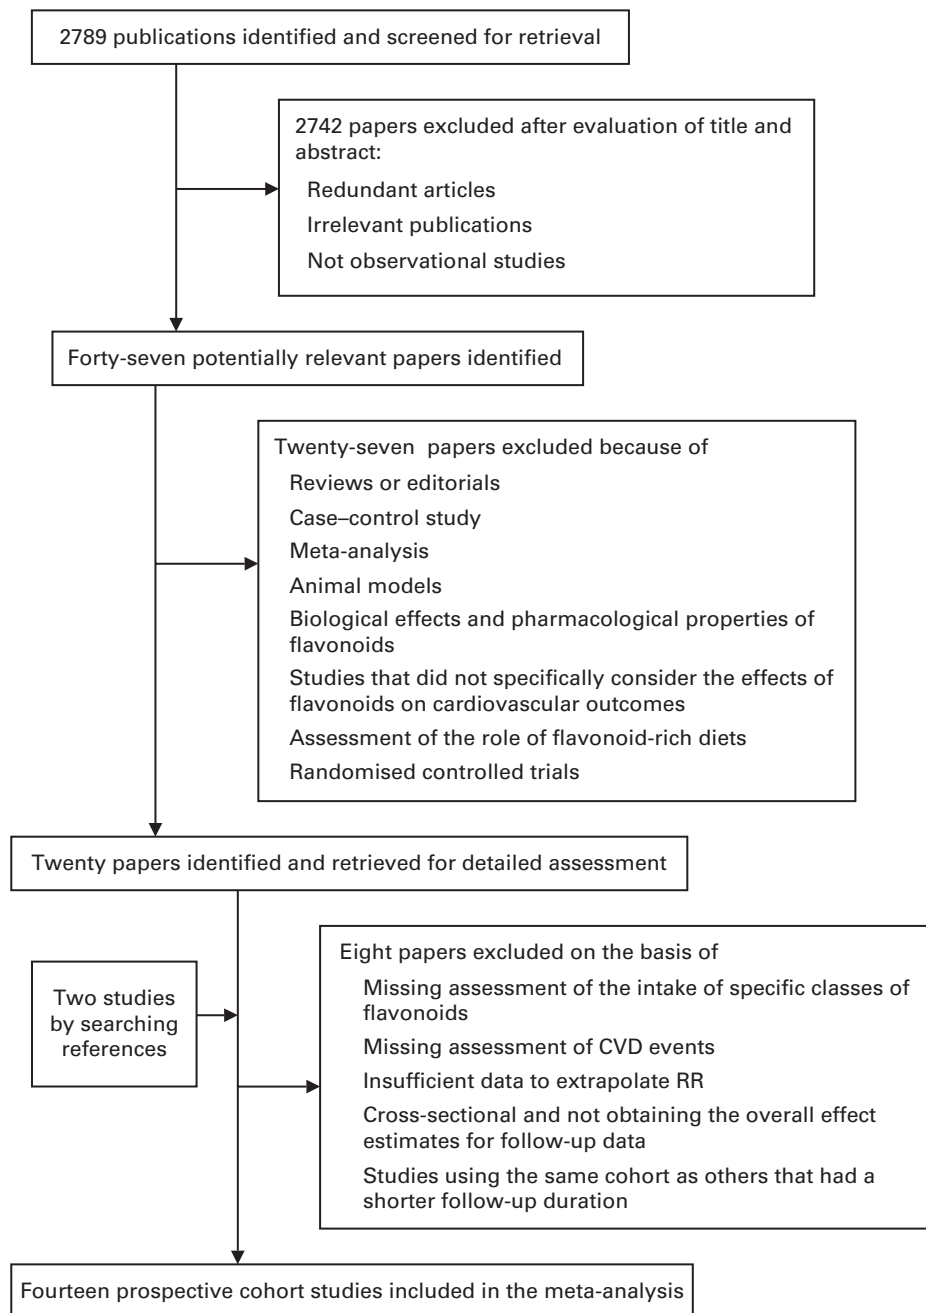 2789 publications identified and screened for retrieval
2742 papers excluded after evaluation of title and
abstract:
Redundant articles
Irrelevant publications
Not observational studies
Forty-seven potentially relevant papers identified
Twenty-seven papers excluded because of
Reviews or editorials
Case–control study
Meta-analysis
Animal models
Biological effects and pharmacological properties of
flavonoids
Studies that did not specifically consider the effects of
flavonoids on cardiovascular outcomes
Assessment of the role of flavonoid-rich diets
Randomised controlled trials
Twenty papers identified and retrieved for detailed assessment
Two studies
by searching
references
Eight papers excluded on the basis of
Missing assessment of the intake of specific classes of
flavonoids
Missing assessment of CVD events
Insufficient data to extrapolate RR
Cross-sectional and not obtaining the overall effect
estimates for follow-up data
Studies using the same cohort as others that had a
shorter follow-up duration
Fourteen prospective cohort studies included in the meta-analysis